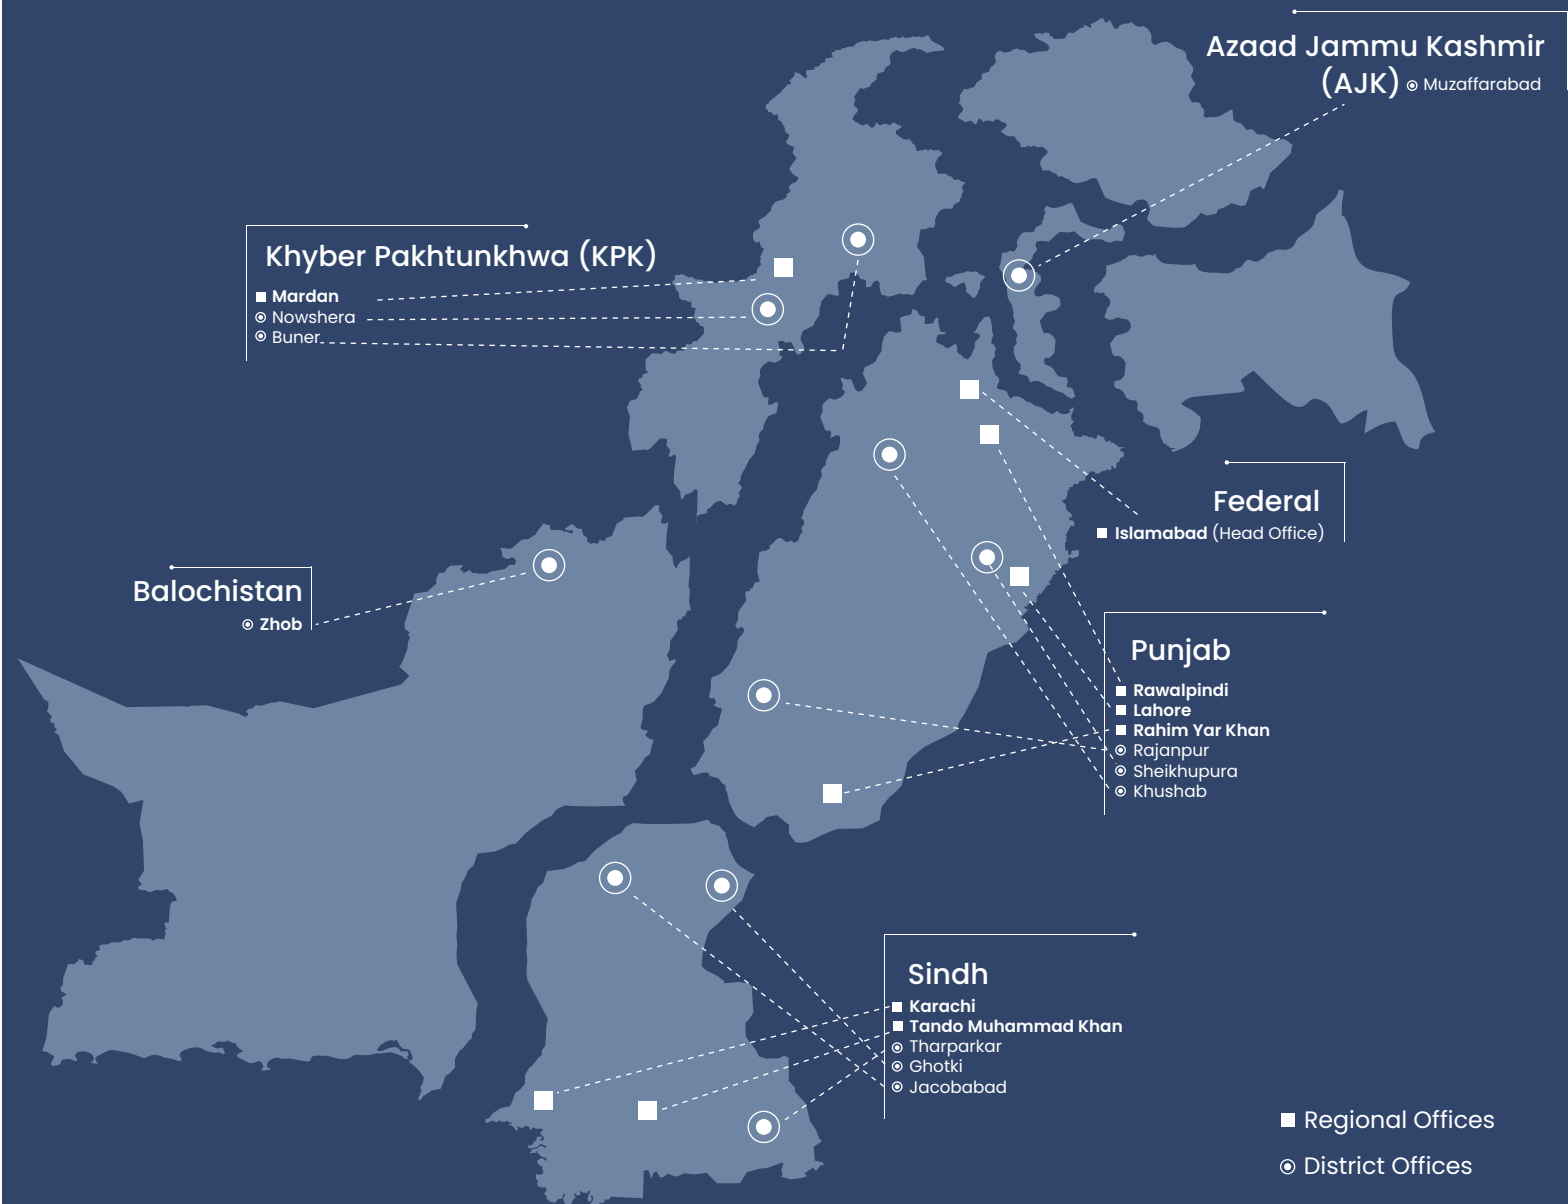 Azaad Jammu Kashmir
(AJK) Muzaffarabad
Khyber Pakhtunkhwa (KPK)
Mardan
Nowshera
Buner
Federal
Islamabad (Head Office)
Balochistan
Zhob
Punjab
Rawalpindi
Lahore
Rahim Yar Khan
Rajanpur
Sheikhupura
Khushab
Sindh
Karachi
Tando Muhammad Khan
Tharparkar
Ghotki
Jacobabad
Regional Offices
District Offices